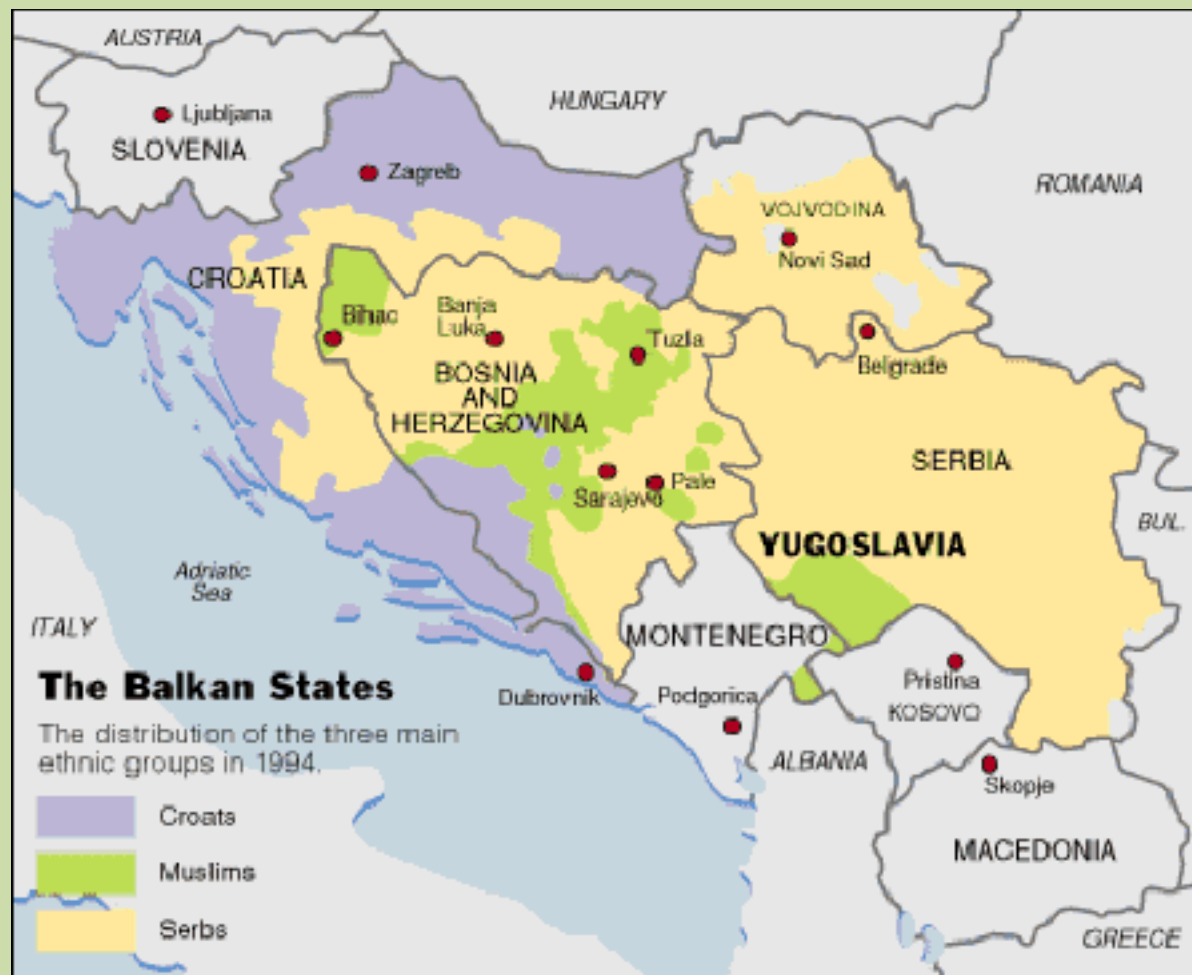 AUSTRIA
HUNGARY
Ljubljana
SLOVENIA
Zagreb
ROMANIA
VOJVODINA
Novi Sad
CROATIA
Bihac
Banja
Luka
Tuzla
Belgrade
BOSNIA
AND
HERZEGOVINA
SERBIA
Sarajevo
Pale
BUL.
YUGOSLAVIA
Adriatic
Sea
ITALY
MONTENEGRO
Pristina
KOSOVO
Dubrovnik
Podgorica
ALBANIA
Skopje
MACEDONIA
GREECE
The Balkan States
The distribution of the three main
ethnic groups in 1994.
Croats
Muslims
Serbs